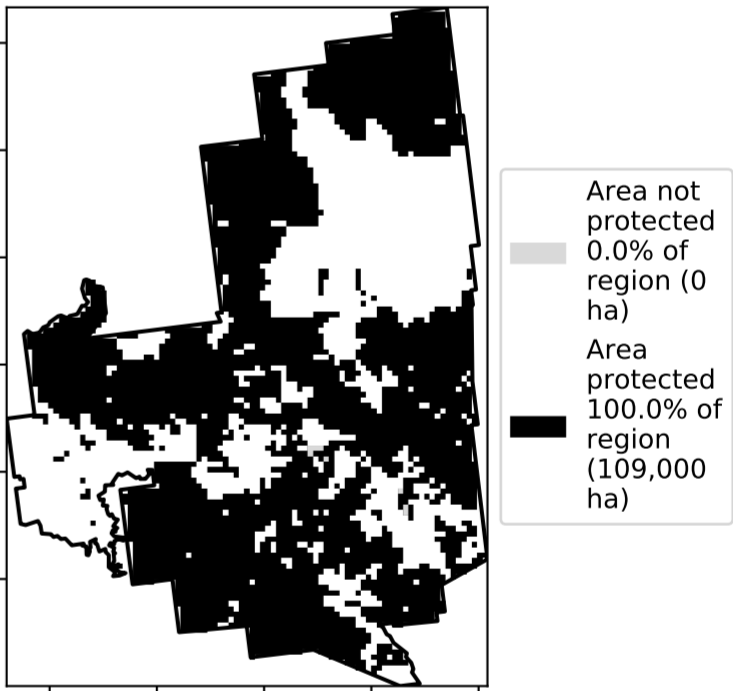 Area not
protected
0.0% of
region (0
ha)
Area
protected
100.0% of
region
(109,000
ha)